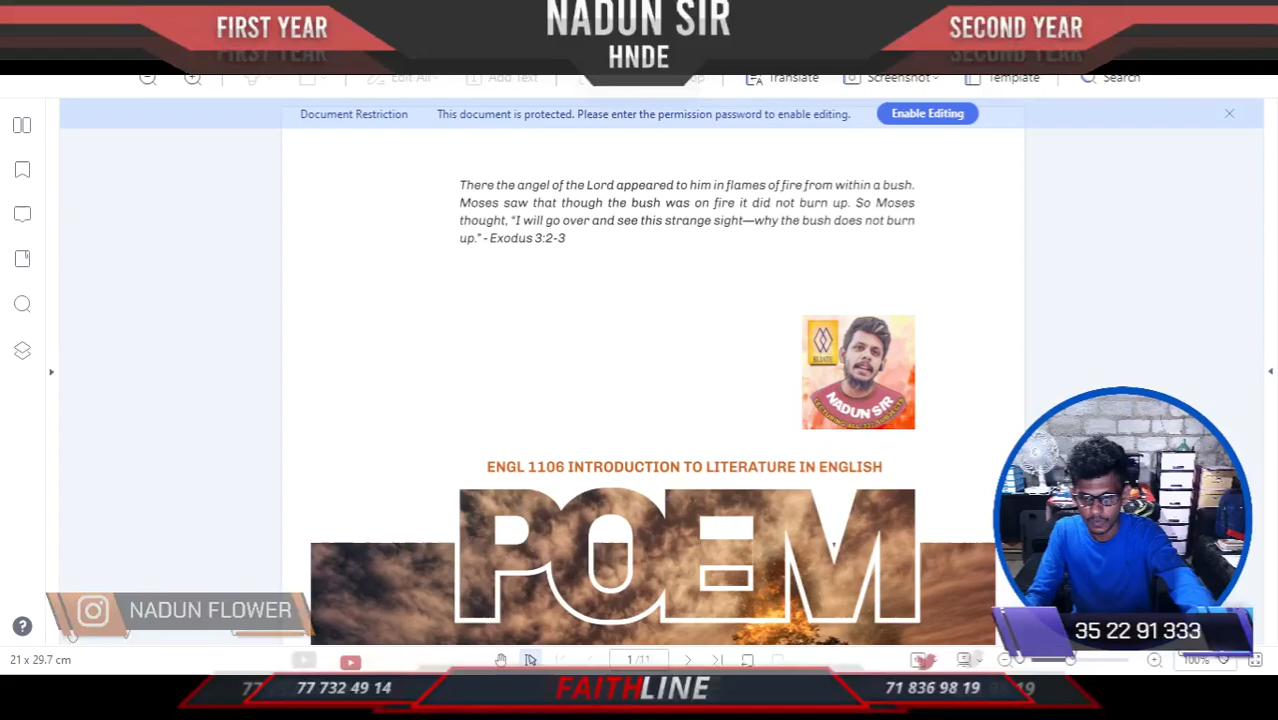 FIRST YEAR
NADUN SIR
HNDE
SECOND YEAR
Edit All
Add Text
Translate
Screenshot
Template
Search
Document Restriction
This document is protected. Please enter the permission password to enable editing.
Enable Editing
There the angel of the Lord appeared to him in flames of fire from within a bush.
Moses saw that though the bush was on fire it did not burn up. So Moses
thought, “I will go over and see this strange sight—why the bush does not burn
up.” - Exodus 3:2-3
NADUN SIR
ENGL 1106 INTRODUCTION TO LITERATURE IN ENGLISH
POEM
NADUN FLOWER
35 22 91 333
21 x 29.7 cm
1/11
100%
77 732 49 14
FAITHLINE
71 836 98 19